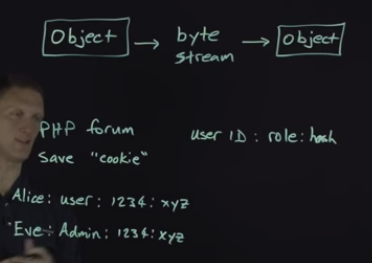 Object → byte stream → Object
PHP forum
Save "cookie"
user ID : role : hash
Alice : user : 1234 : xyz
Eve : Admin : 1234 : xyz